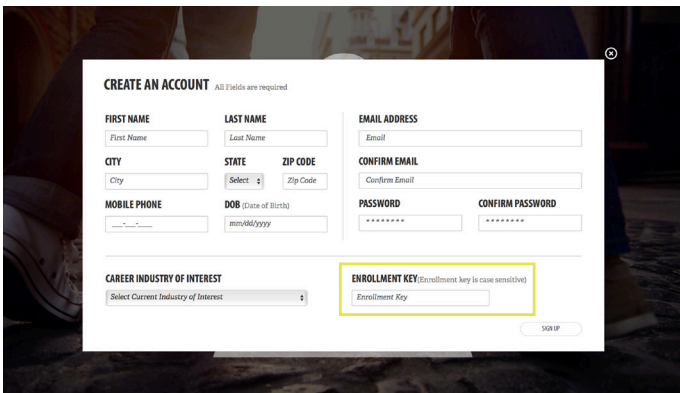 CREATE AN ACCOUNT All Fields are required
FIRST NAME LAST NAME EMAIL ADDRESS
First Name Last Name Email
CITY STATE ZIP CODE CONFIRM EMAIL
City Select Zip Code Confirm Email
MOBILE PHONE DOB (Date of Birth) PASSWORD CONFIRM PASSWORD
__-__-____ mm/dd/yyyy ******** ********
CAREER INDUSTRY OF INTEREST ENROLLMENT KEY(Enrollment key is case sensitive)
Select Current Industry of Interest Enrollment Key
SIGN UP